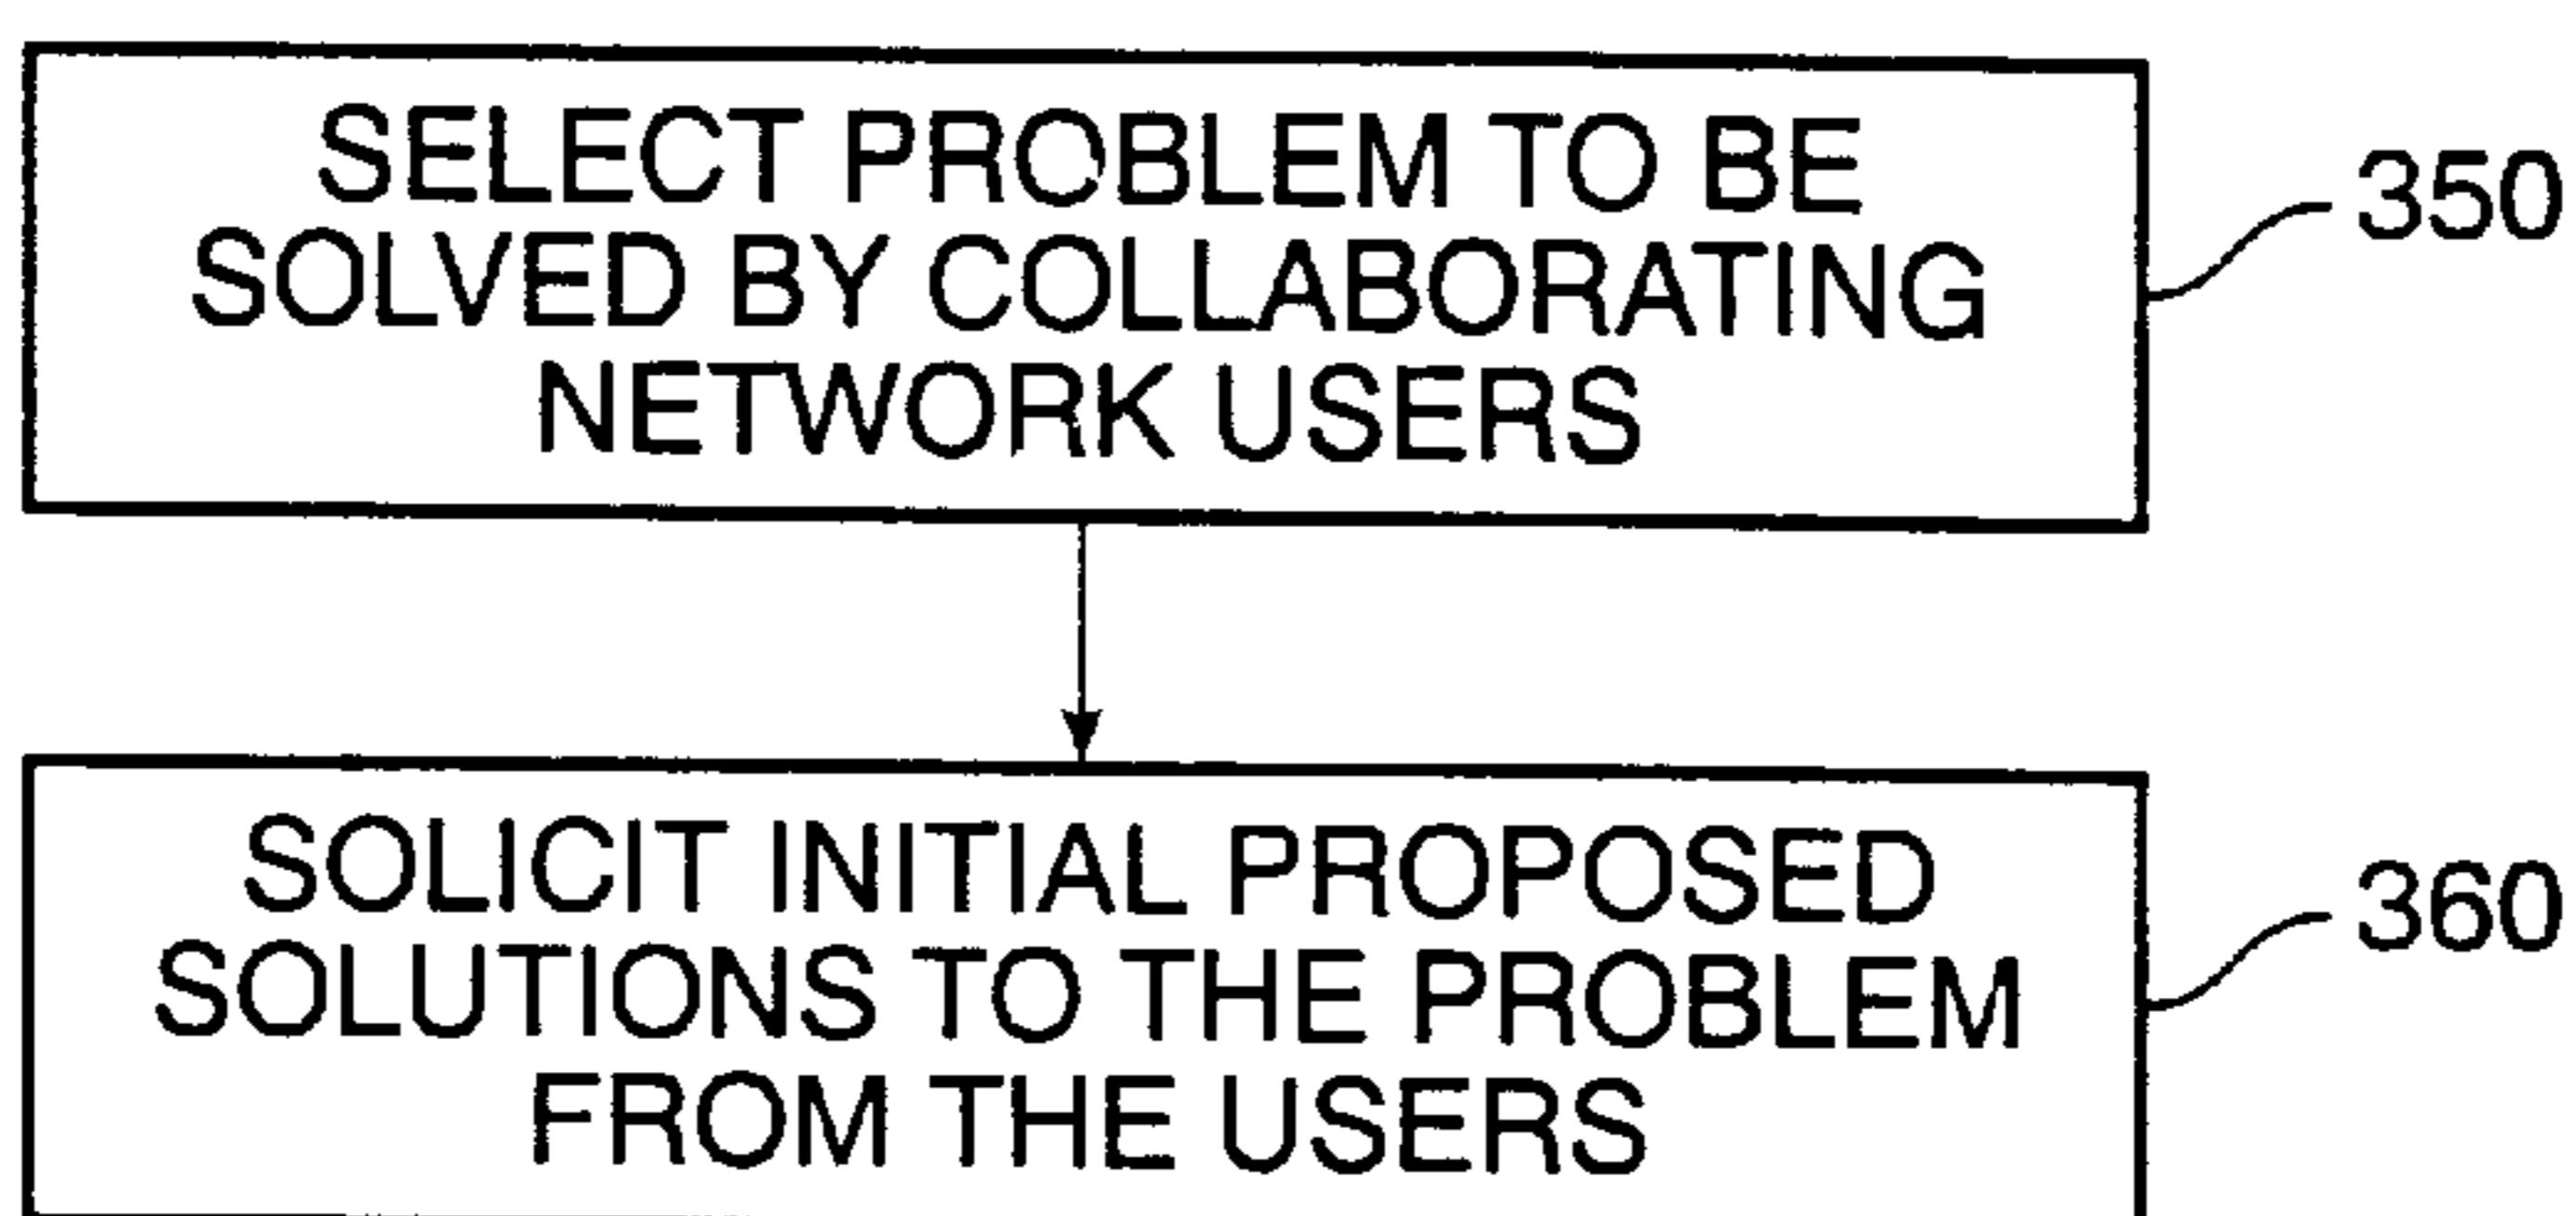 SELECT PROBLEM TO BE
SOLVED BY COLLABORATING
NETWORK USERS
350
SOLICIT INITIAL PROPOSED
SOLUTIONS TO THE PROBLEM
FROM THE USERS
360